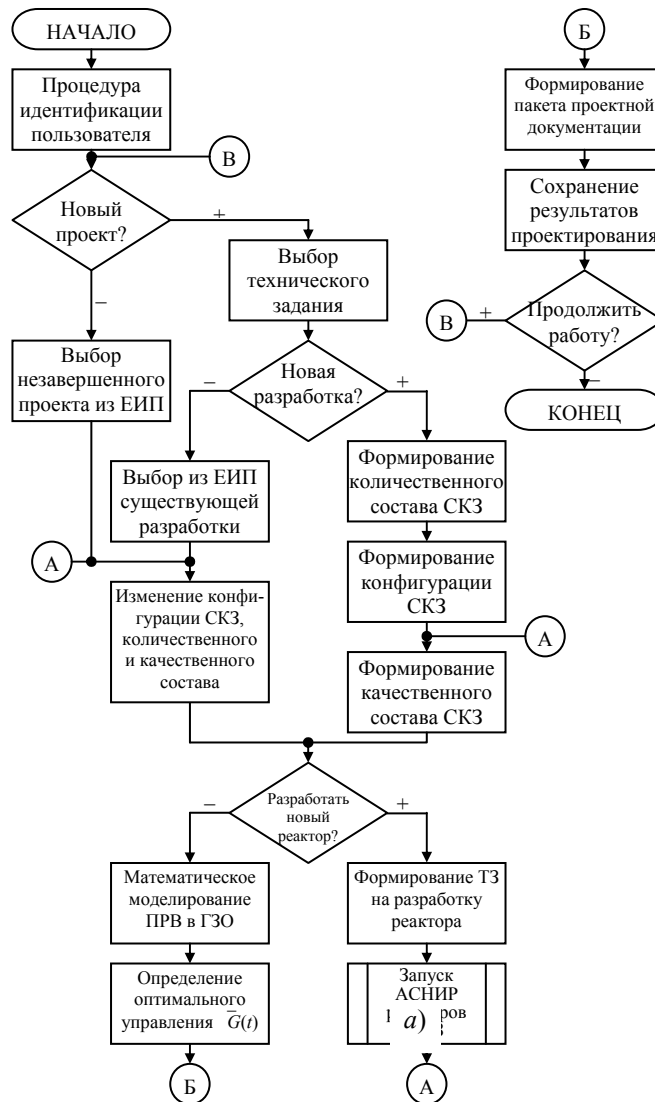 НАЧАЛО
Процедура
идентификации
пользователя
В
Новый
проект?
+
–
Выбор
технического
задания
Выбор
незавершенного
проекта из ЕИП
Новая
разработка?
–
+
Выбор из ЕИП
существующей
разработки
Формирование
количественного
состава СКЗ
А
Формирование
конфигурации
СКЗ
Изменение конфи-
гурации СКЗ,
количественного
и качественного
состава
А
Формирование
качественного
состава СКЗ
Разработать
новый
реактор?
–
+
Математическое
моделирование
ПРВ в ГЗО
Формирование ТЗ
на разработку
реактора
Определение
оптимального
управления G̅(t)
Запуск
АСНИР
а)
Б
А
Б
Формирование
пакета проектной
документации
Сохранение
результатов
проектирования
В
+
Продолжить
работу?
–
КОНЕЦ